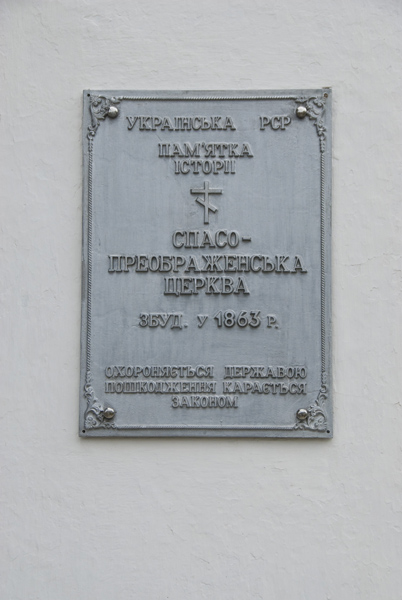 УКРАЇНСЬКА РСР
ПАМ'ЯТКА
ІСТОРІЇ
СПАСО-
ПРЕОБРАЖЕНСЬКА
ЦЕРКВА
ЗБУД. У 1863 Р.
ОХОРОНЯЄТЬСЯ ДЕРЖАВОЮ
ПОШКОДЖЕННЯ КАРАЄТЬСЯ
ЗАКОНОМ